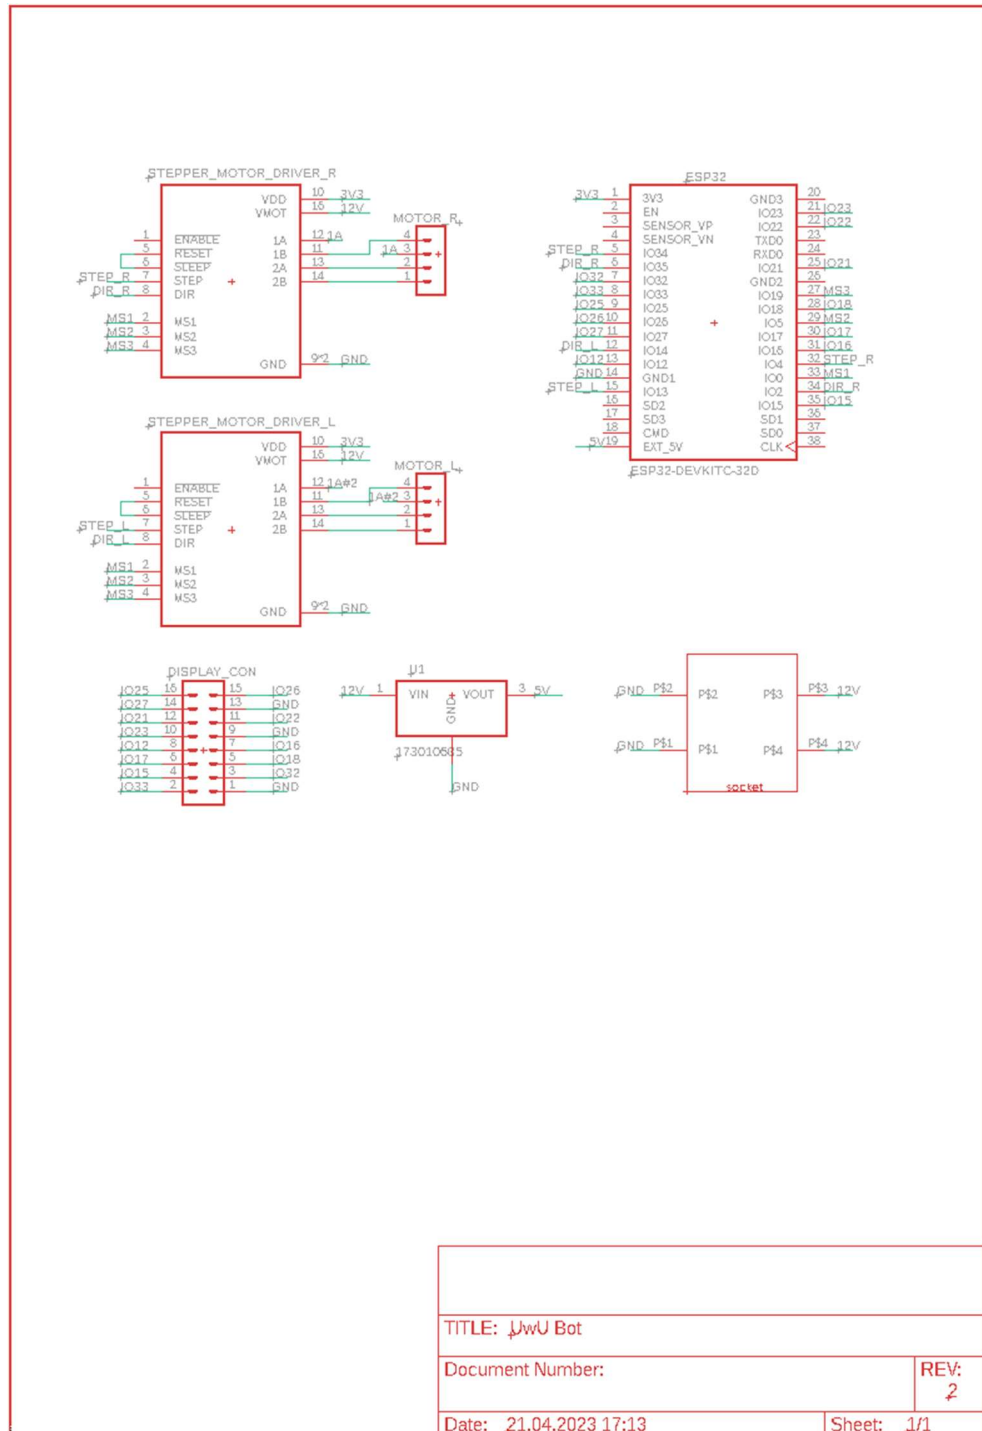 STEPPER_MOTOR_DRIVER_R
VDD 10 3V3
VMOT 16 12V
1 ENABLE 1A 12 1A
5 RESET 1B 11
6 SLEEP 2A 13
STEP_R 7 STEP 2B 14
DIR_R 8 DIR
MS1 2 MS1
MS2 3 MS2
MS3 4 MS3
GND 9*2 GND
MOTOR_R
4
1A 3
2
1
ESP32
3V3 1 3V3 GND3 20
2 EN IO23 21 IO23
3 SENSOR_VP IO22 22 IO22
4 SENSOR_VN TXD0 23
STEP_R 5 IO34 RXD0 24
DIR_R 6 IO35 IO21 25 IO21
IO32 7 IO32 GND2 26
IO33 8 IO33 IO19 27 MS3
IO25 9 IO25 IO18 28 IO18
IO26 10 IO26 IO5 29 MS2
IO27 11 IO27 IO17 30 IO17
DIR_L 12 IO14 IO16 31 IO16
IO12 13 IO12 IO4 32 STEP_R
GND 14 GND1 IO0 33 MS1
STEP_L 15 IO13 IO2 34 DIR_R
16 SD2 IO15 35 IO15
17 SD3 SD1 36
18 CMD SD0 37
5V 19 EXT_5V CLK 38
ESP32-DEVKITC-32D
STEPPER_MOTOR_DRIVER_L
VDD 10 3V3
VMOT 16 12V
1 ENABLE 1A 12 1A#2
5 RESET 1B 11
6 SLEEP 2A 13
STEP_L 7 STEP 2B 14
DIR_L 8 DIR
MS1 2 MS1
MS2 3 MS2
MS3 4 MS3
GND 9*2 GND
MOTOR_L
4
1A#2 3
2
1
DISPLAY_CON
IO25 16 15 IO26
IO27 14 13 GND
IO21 12 11 IO22
IO23 10 9 GND
IO12 8 7 IO16
IO17 6 5 IO18
IO15 4 3 IO32
IO33 2 1 GND
U1
12V 1 VIN VOUT 3 5V
GND
2
173010535
GND
GND P$2 P$2 P$3 P$3 12V
GND P$1 P$1 P$4 P$4 12V
socket
TITLE: UwU Bot
Document Number:
REV:
2
Date: 21.04.2023 17:13
Sheet: 1/1